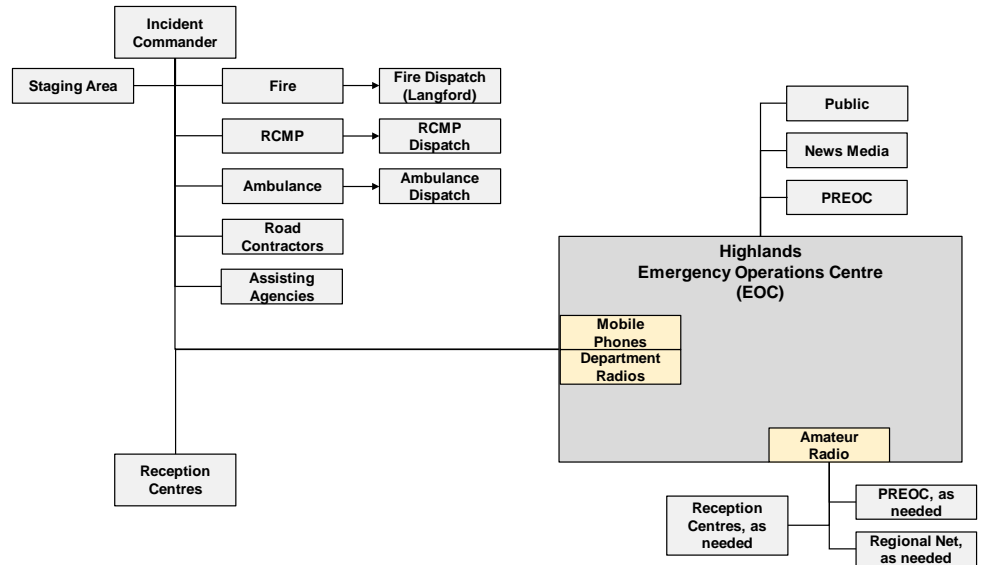 Incident
Commander
Staging Area
Fire
Fire Dispatch
(Langford)
RCMP
RCMP
Dispatch
Ambulance
Ambulance
Dispatch
Road
Contractors
Assisting
Agencies
Reception
Centres
Public
News Media
PREOC
Highlands
Emergency Operations Centre
(EOC)
Mobile
Phones
Department
Radios
Amateur
Radio
Reception
Centres, as
needed
PREOC, as
needed
Regional Net,
as needed